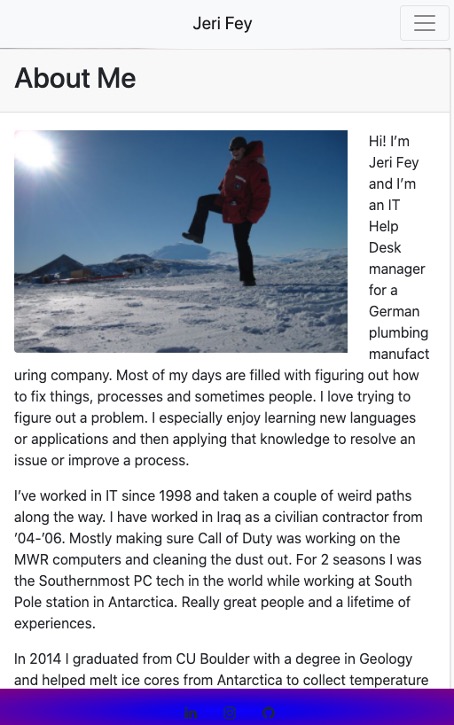 Jeri Fey
About Me
Hi! I’m
Jeri Fey
and I’m
an IT
Help
Desk
manager
for a
German
plumbing
manufact
uring company. Most of my days are filled with figuring out how
to fix things, processes and sometimes people. I love trying to
figure out a problem. I especially enjoy learning new languages
or applications and then applying that knowledge to resolve an
issue or improve a process.
I’ve worked in IT since 1998 and taken a couple of weird paths
along the way. I have worked in Iraq as a civilian contractor from
’04-’06. Mostly making sure Call of Duty was working on the
MWR computers and cleaning the dust out. For 2 seasons I was
the Southernmost PC tech in the world while working at South
Pole station in Antarctica. Really great people and a lifetime of
experiences.
In 2014 I graduated from CU Boulder with a degree in Geology
and helped melt ice cores from Antarctica to collect temperature